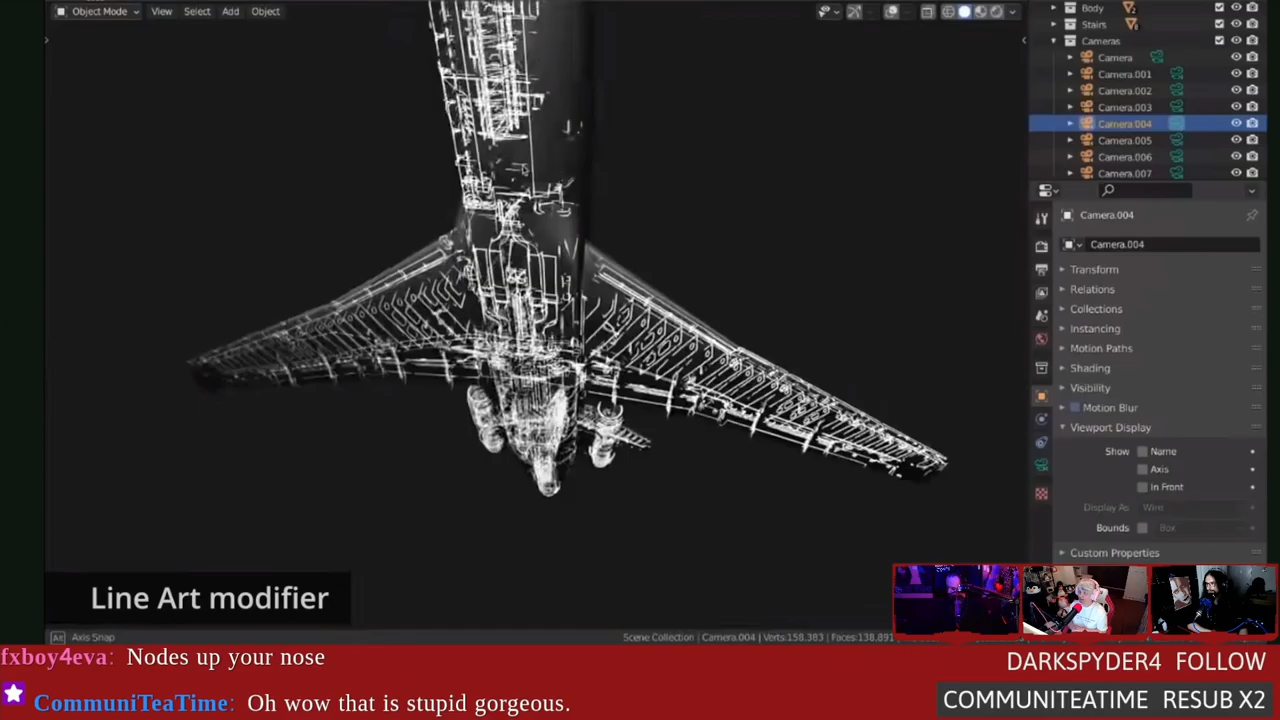 Object Mode View Select Add Object
Body
Stairs
Cameras
Camera
Camera.001
Camera.002
Camera.003
Camera.004
Camera.005
Camera.006
Camera.007
Camera.004
Camera.004
Transform
Relations
Collections
Instancing
Motion Paths
Shading
Visibility
Motion Blur
Viewport Display
Show Name
Axis
In Front
Display As Wire
Bounds Box
Custom Properties
Line Art modifier
Alt Axis Snap
Scene Collection | Camera.004 | Verts:158.383 | Faces:138.891
fxboy4eva: Nodes up your nose
DARKSPYDER4 FOLLOW
CommuniTeaTime: Oh wow that is stupid gorgeous.
COMMUNITEATIME RESUB X2